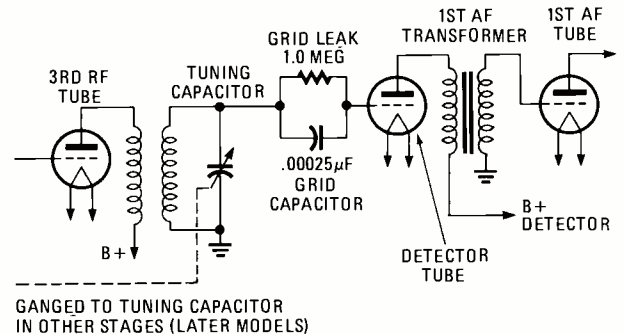 1ST AF
TRANSFORMER
1ST AF
TUBE
GRID LEAK
1.0 MEG
3RD RF
TUBE
TUNING
CAPACITOR
.00025µF
GRID
CAPACITOR
B+
B+
DETECTOR
DETECTOR
TUBE
GANGED TO TUNING CAPACITOR
IN OTHER STAGES (LATER MODELS)